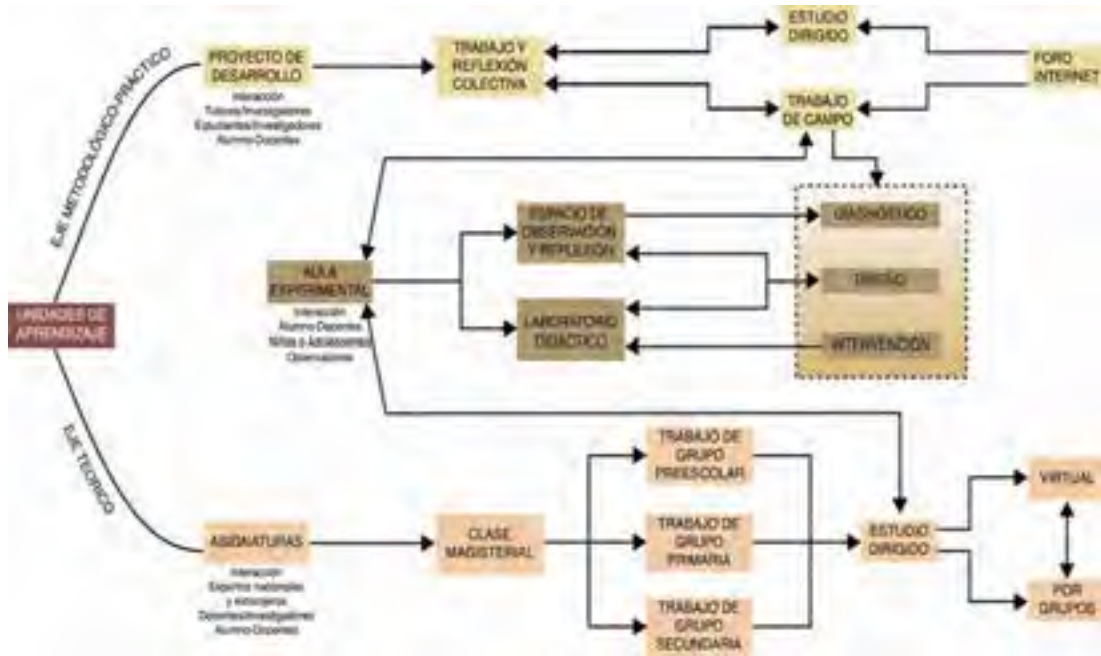 EJE METODOLÓGICO-PRÁCTICO
PROYECTO DE
DESARROLLO
Interacción
Tutores/Investigadores
Estudiantes/Investigadores
Alumno-Docentes
TRABAJO Y
REFLEXIÓN
COLECTIVA
ESTUDIO
DIRIGIDO
FORO
INTERNET
TRABAJO
DE CAMPO
ESPACIO DE
OBSERVACIÓN
Y REFLEXIÓN
DIAGNÓSTICO
AULA
EXPERIMENTAL
Interacción
Alumno-Docentes
Niños o Adolescentes
Observadores
DISEÑO
LABORATORIO
DIDÁCTICO
INTERVENCIÓN
UNIDADES DE
APRENDIZAJE
EJE TEÓRICO
ASIGNATURAS
Interacción
Expertos nacionales
y extranjeros
Docentes/Investigadores
Alumno-Docentes
CLASE
MAGISTERIAL
TRABAJO DE
GRUPO
PREESCOLAR
TRABAJO DE
GRUPO
PRIMARIA
TRABAJO DE
GRUPO
SECUNDARIA
ESTUDIO
DIRIGIDO
VIRTUAL
POR
GRUPOS